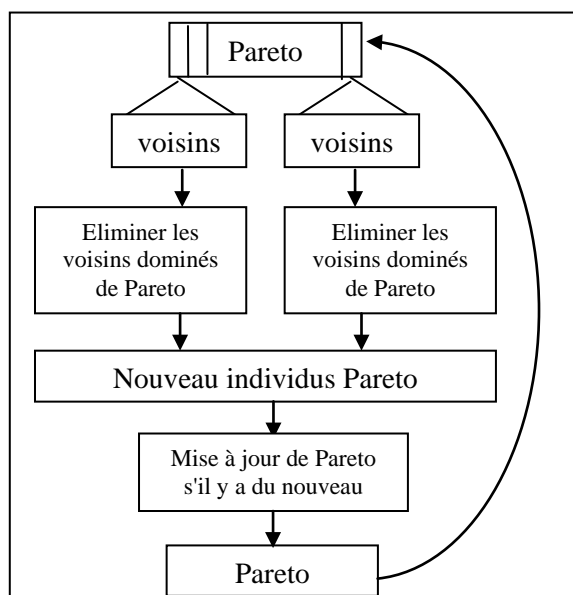 Pareto
voisins
voisins
Eliminer les
voisins dominés
de Pareto
Eliminer les
voisins dominés
de Pareto
Nouveau individus Pareto
Mise à jour de Pareto
s'il y a du nouveau
Pareto